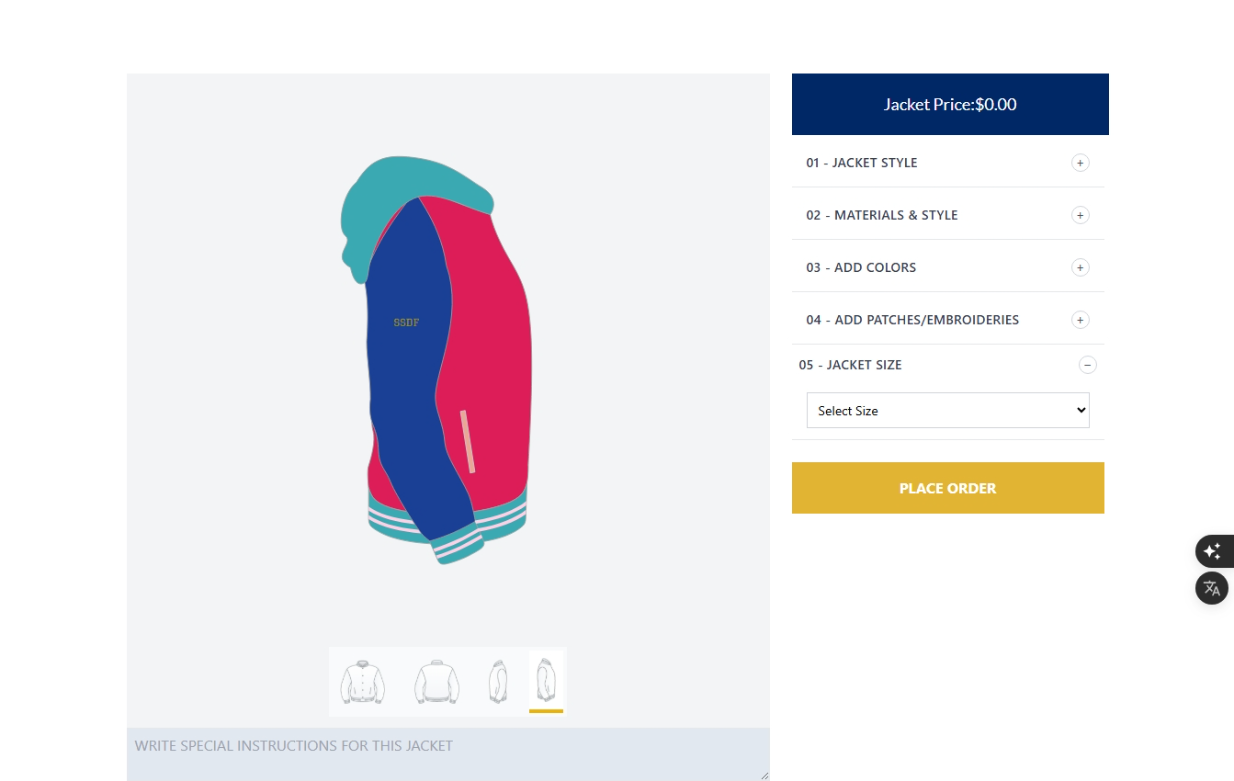 Jacket Price:$0.00
01 - JACKET STYLE
02 - MATERIALS & STYLE
03 - ADD COLORS
04 - ADD PATCHES/EMBROIDERIES
05 - JACKET SIZE
Select Size
PLACE ORDER
SSDF
WRITE SPECIAL INSTRUCTIONS FOR THIS JACKET